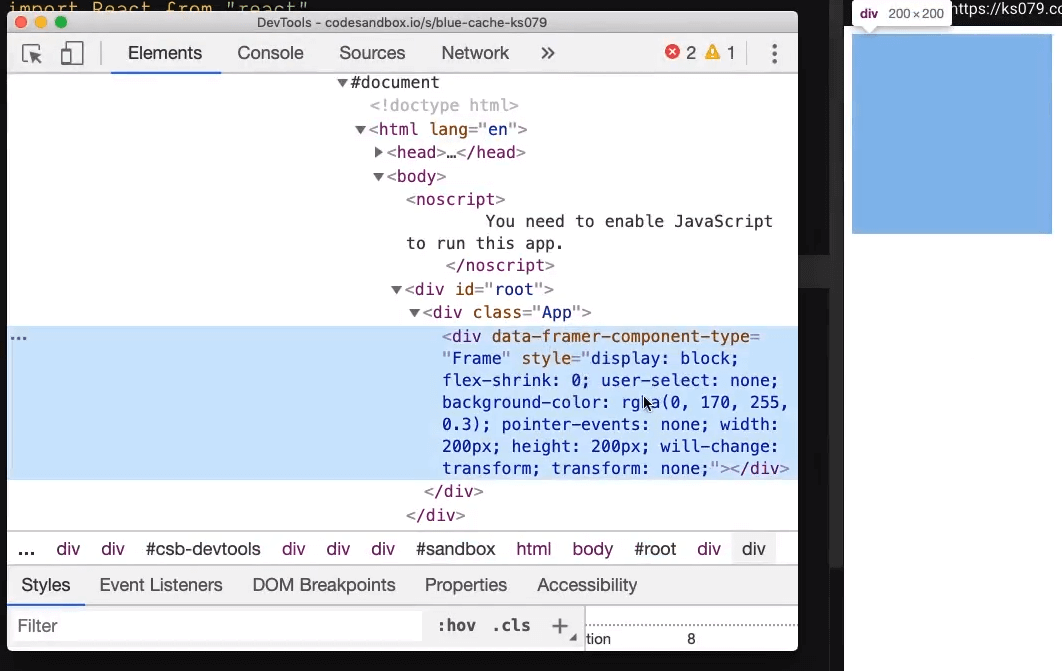 import React from "react"
DevTools - codesandbox.io/s/blue-cache-ks079
div 200 × 200
https://ks079.c
Elements Console Sources Network » 2 1
#document
<!doctype html>
<html lang="en">
<head>…</head>
<body>
<noscript>
You need to enable JavaScript
to run this app.
</noscript>
<div id="root">
<div class="App">
… <div data-framer-component-type=
"Frame" style="display: block;
flex-shrink: 0; user-select: none;
background-color: rgba(0, 170, 255,
0.3); pointer-events: none; width:
200px; height: 200px; will-change:
transform; transform: none;"></div>
</div>
</div>
… div div #csb-devtools div div div #sandbox html body #root div div
Styles Event Listeners DOM Breakpoints Properties Accessibility
Filter :hov .cls +
tion 8